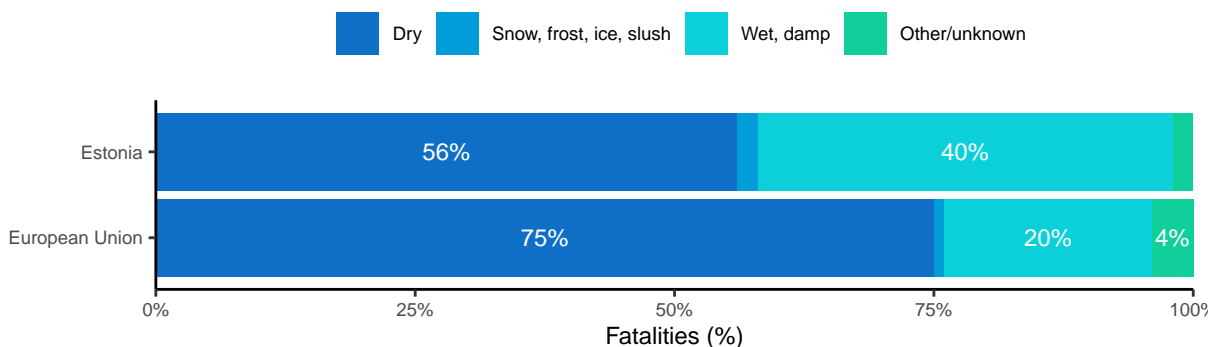 Dry Snow, frost, ice, slush Wet, damp Other/unknown
Estonia 56% 40%
European Union 75% 20% 4%
0% 25% 50% 75% 100%
Fatalities (%)